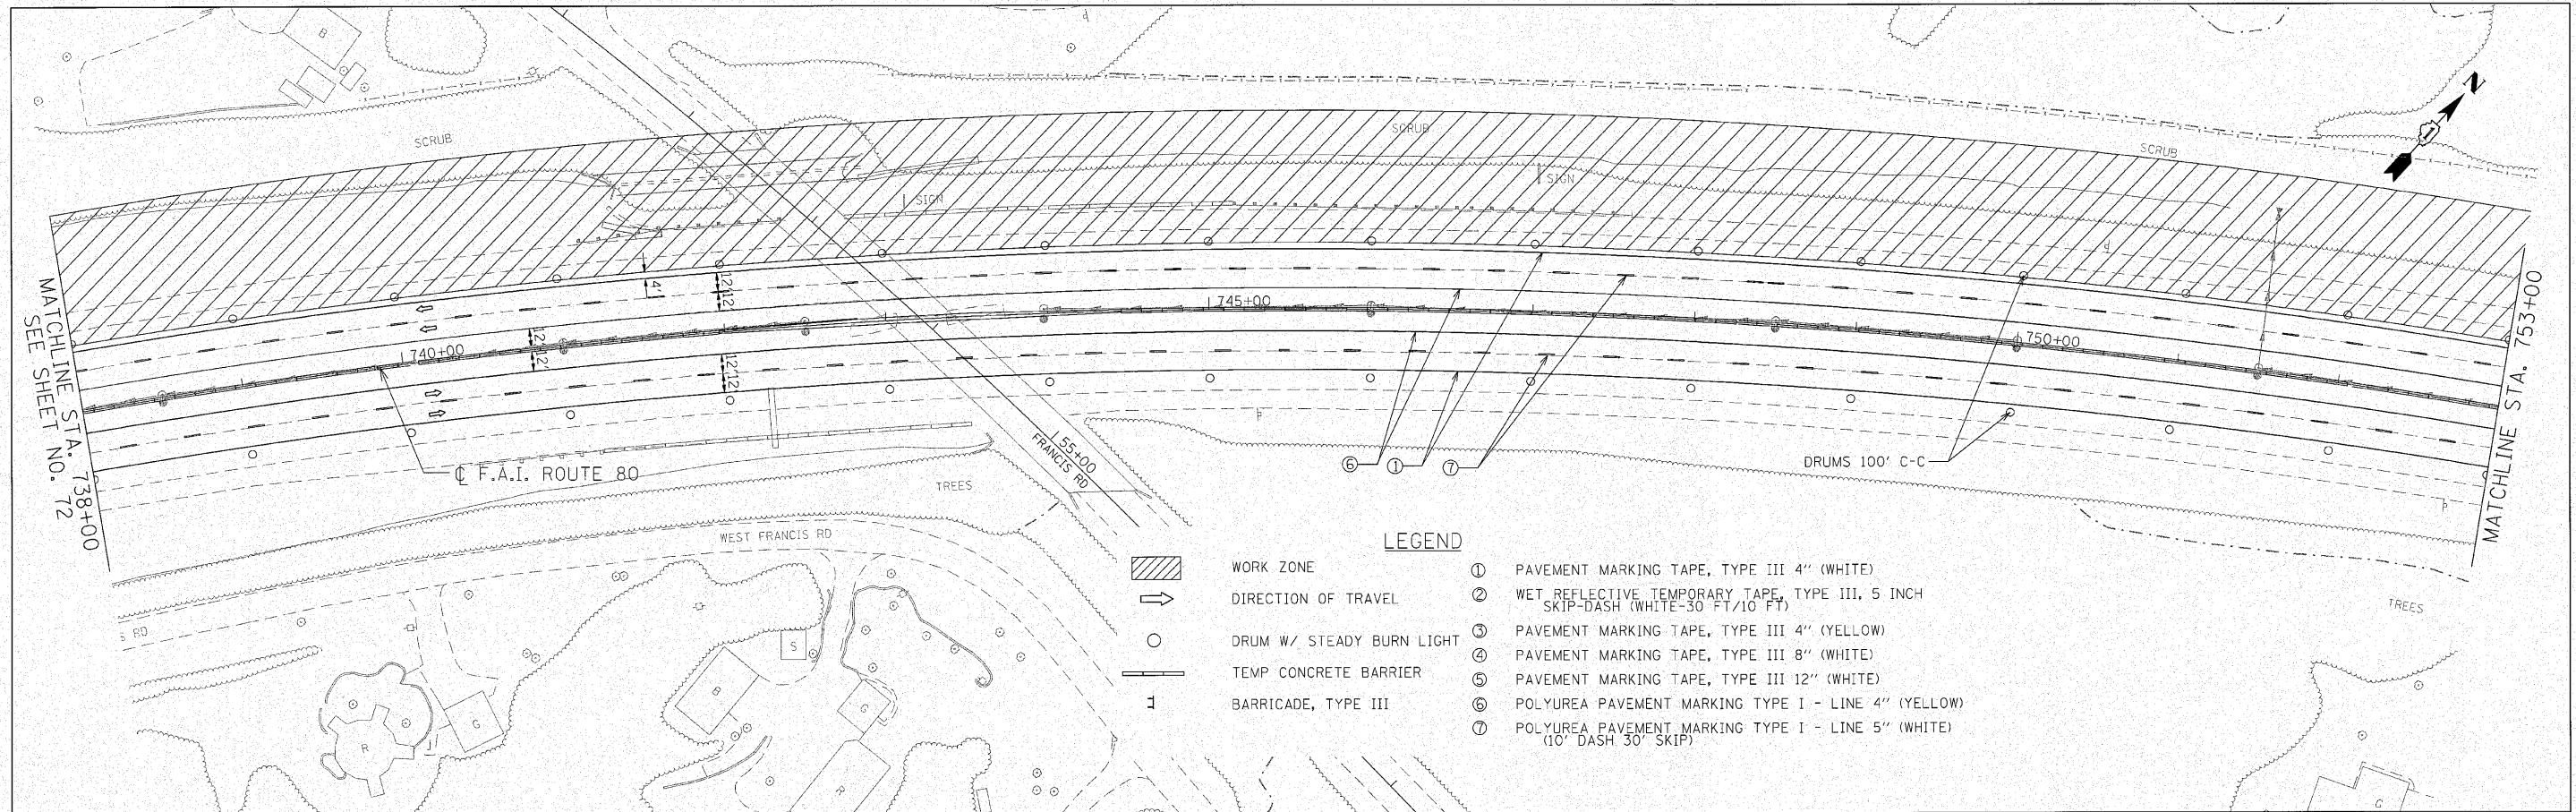 B
SCRUB
SCRUB
SCRUB
N
SIGN
SIGN
MATCHLINE STA. 738+00
SEE SHEET NO. 72
4'
12'
12'
12'
12'
12'
12'
740+00
745+00
750+00
MATCHLINE STA. 753+00
℄ F.A.I. ROUTE 80
55+00
FRANCIS RD
⑥ ① ⑦
DRUMS 100' C-C
P
P
TREES
WEST FRANCIS RD
S RD
TREES
LEGEND
WORK ZONE
DIRECTION OF TRAVEL
DRUM W/ STEADY BURN LIGHT
TEMP CONCRETE BARRIER
BARRICADE, TYPE III
① PAVEMENT MARKING TAPE, TYPE III 4" (WHITE)
② WET REFLECTIVE TEMPORARY TAPE, TYPE III, 5 INCH
SKIP-DASH (WHITE-30 FT/10 FT)
③ PAVEMENT MARKING TAPE, TYPE III 4" (YELLOW)
④ PAVEMENT MARKING TAPE, TYPE III 8" (WHITE)
⑤ PAVEMENT MARKING TAPE, TYPE III 12" (WHITE)
⑥ POLYUREA PAVEMENT MARKING TYPE I - LINE 4" (YELLOW)
⑦ POLYUREA PAVEMENT MARKING TYPE I - LINE 5" (WHITE)
(10' DASH 30' SKIP)
S
B
G
G
R
R
G